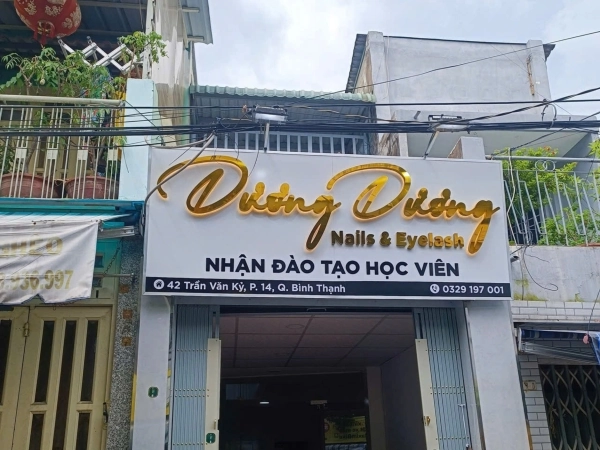 Dương Dương
Nails & Eyelash
NHẬN ĐÀO TẠO HỌC VIÊN
42 Trần Văn Kỷ, P. 14, Q. Bình Thạnh
0329 197 001